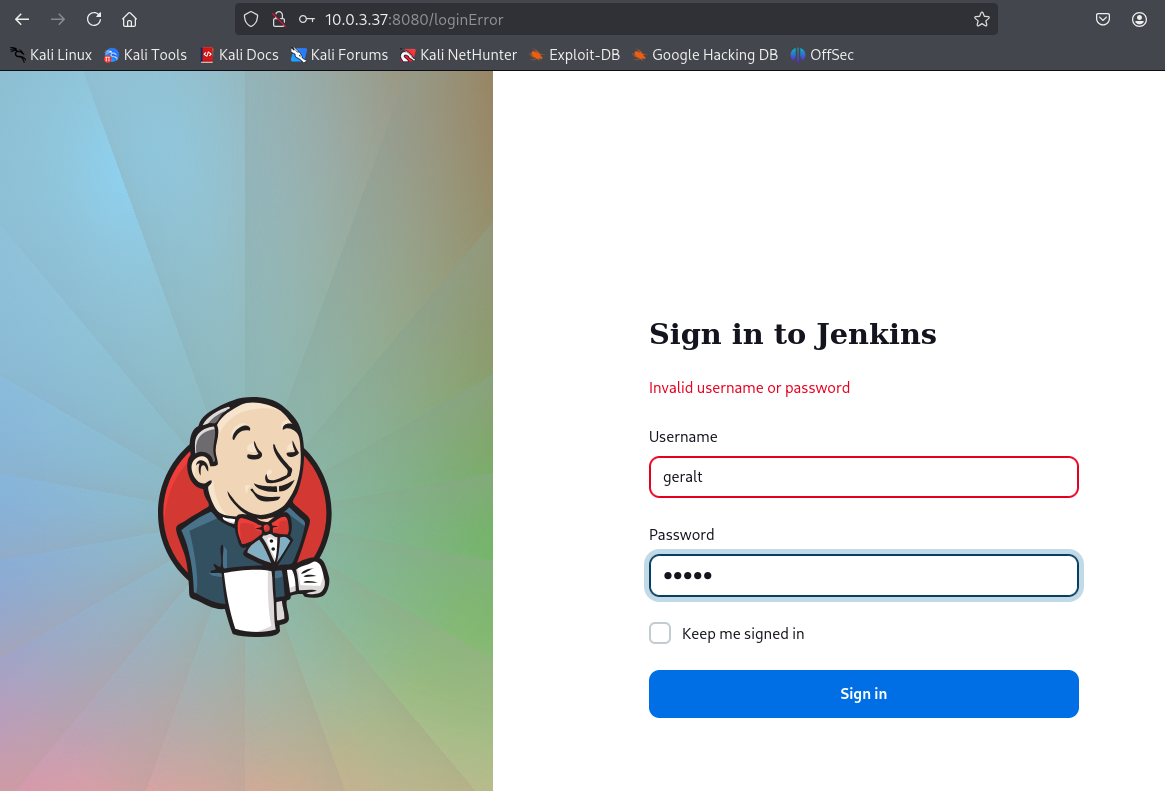 10.0.3.37:8080/loginError
Kali Linux Kali Tools Kali Docs Kali Forums Kali NetHunter Exploit-DB Google Hacking DB OffSec
Sign in to Jenkins
Invalid username or password
Username
geralt
Password
●●●●●
Keep me signed in
Sign in